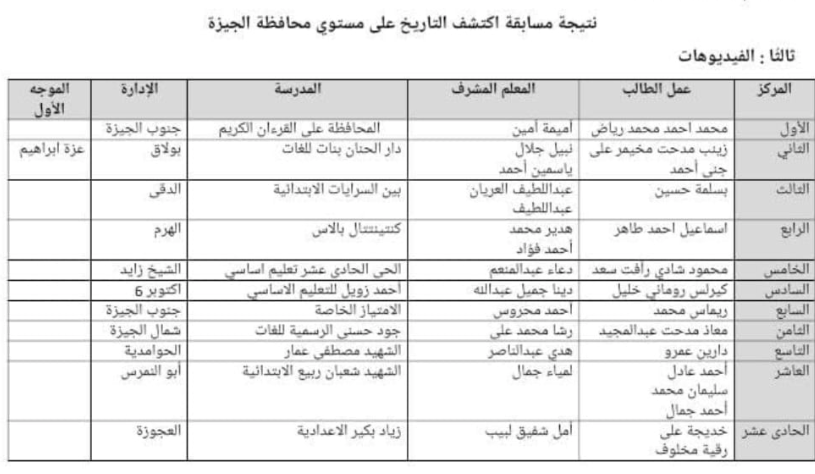 نتيجة مسابقة اكتشف التاريخ على مستوي محافظة الجيزة
ثالثا : الفيديوهات
المركز عمل الطالب المعلم المشرف المدرسة الإدارة الموجه الأول
الأول محمد احمد محمد رياض أميمة أمين المحافظة على القرءان الكريم جنوب الجيزة
الثاني زينب مدحت مخيمر على نبيل جلال دار الحنان بنات للغات بولاق عزة ابراهيم
جنى أحمد ياسمين أحمد
الثالث بسلمة حسين عبداللطيف العريان بين السرايات الابتدائية الدقى
عبداللطيف
الرابع اسماعيل احمد طاهر هدير محمد كنتيننتال بالاس الهرم
أحمد فؤاد
الخامس محمود شادي رأفت سعد دعاء عبدالمنعم الحى الحادى عشر تعليم اساسي الشيخ زايد
السادس كيرلس روماني خليل دينا جميل عبدالله أحمد زويل للتعليم الاساسي اكتوبر 6
السابع ريماس محمد أحمد محروس الامتياز الخاصة جنوب الجيزة
الثامن معاذ مدحت عبدالمجيد رشا محمد على جود حسنى الرسمية للغات شمال الجيزة
التاسع دارين عمرو هدي عبدالناصر الشهيد مصطفى عمار الحوامدية
العاشر أحمد عادل لمياء جمال الشهيد شعبان ربيع الابتدائية أبو النمرس
سليمان محمد
أحمد جمال
الحادى عشر خديجة على أمل شفيق لبيب زياد بكير الاعدادية العجوزة
رقية مخلوف